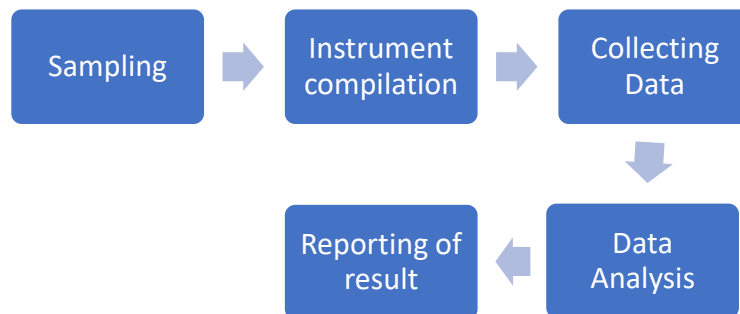 Sampling
Instrument
compilation
Collecting
Data
Data
Analysis
Reporting of
result